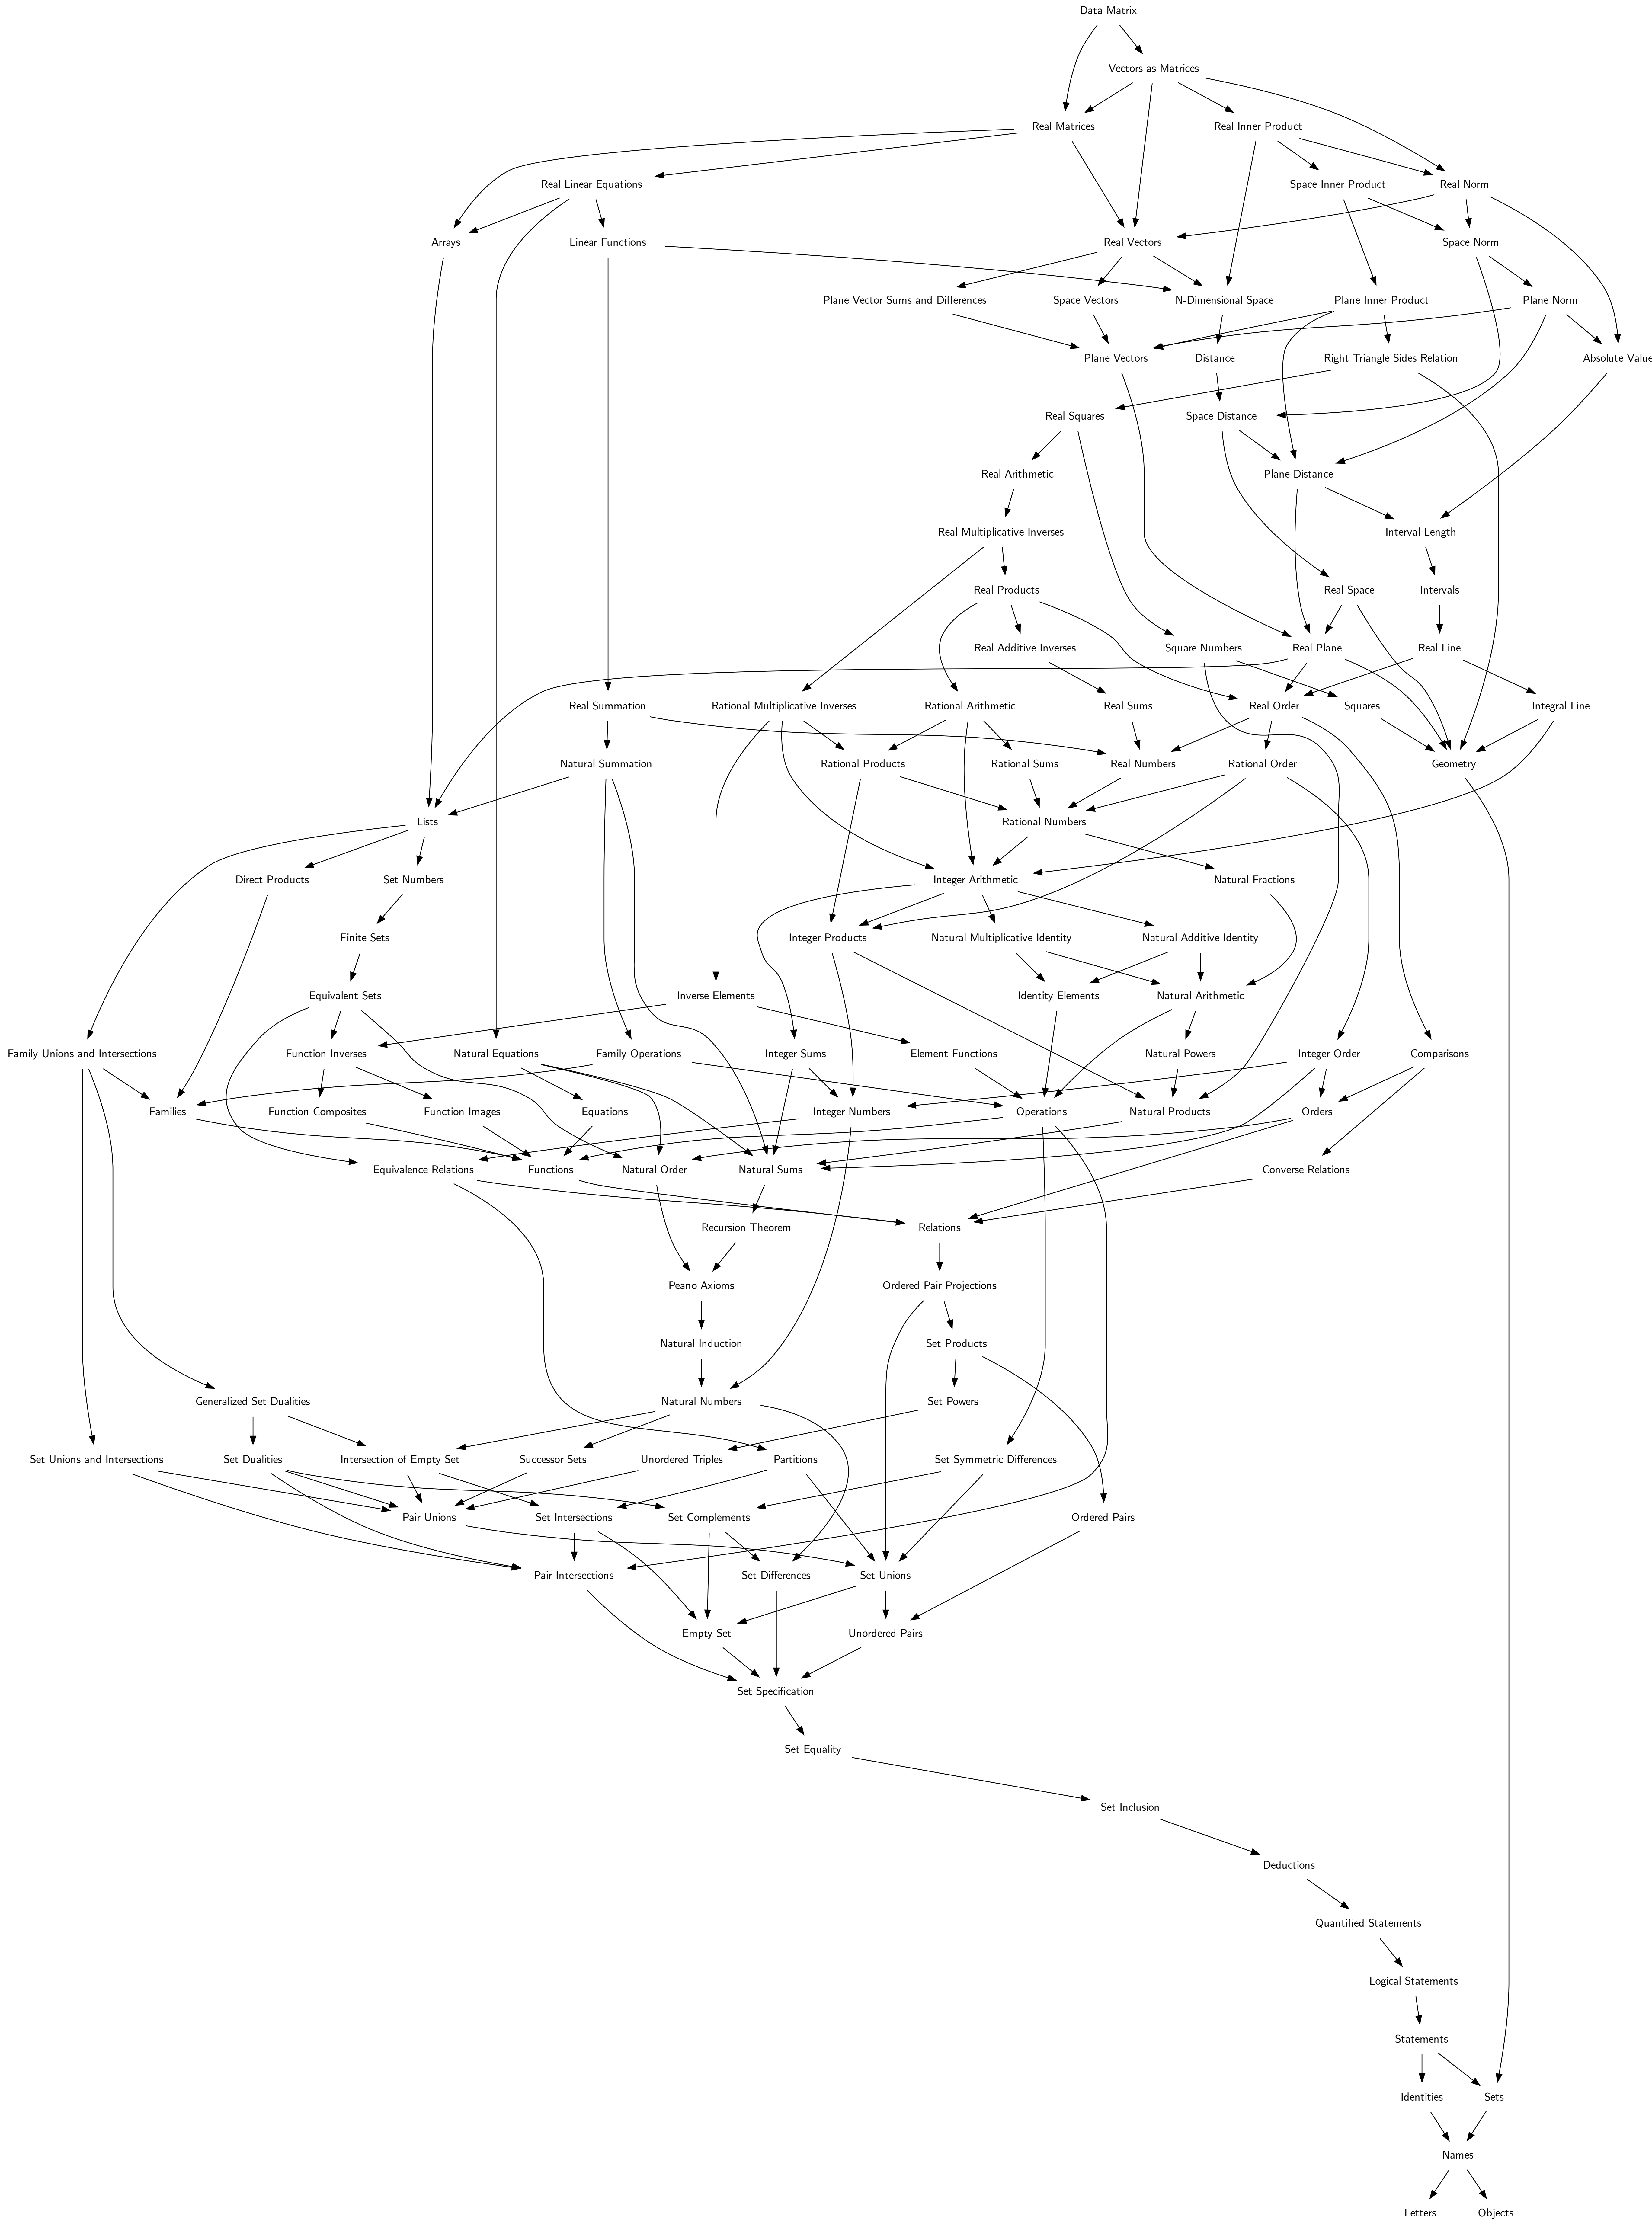 Data Matrix
Vectors as Matrices
Real Matrices
Real Inner Product
Real Linear Equations
Space Inner Product
Real Norm
Arrays
Linear Functions
Real Vectors
Space Norm
Plane Vector Sums and Differences
Space Vectors
N-Dimensional Space
Plane Inner Product
Plane Norm
Plane Vectors
Distance
Right Triangle Sides Relation
Absolute Value
Real Squares
Space Distance
Real Arithmetic
Plane Distance
Real Multiplicative Inverses
Interval Length
Real Products
Real Space
Intervals
Real Additive Inverses
Square Numbers
Real Plane
Real Line
Real Summation
Rational Multiplicative Inverses
Rational Arithmetic
Real Sums
Real Order
Squares
Integral Line
Natural Summation
Rational Products
Rational Sums
Real Numbers
Rational Order
Geometry
Lists
Rational Numbers
Direct Products
Set Numbers
Integer Arithmetic
Natural Fractions
Finite Sets
Integer Products
Natural Multiplicative Identity
Natural Additive Identity
Equivalent Sets
Inverse Elements
Identity Elements
Natural Arithmetic
Family Unions and Intersections
Function Inverses
Natural Equations
Family Operations
Integer Sums
Element Functions
Natural Powers
Integer Order
Comparisons
Families
Function Composites
Function Images
Equations
Integer Numbers
Operations
Natural Products
Orders
Equivalence Relations
Functions
Natural Order
Natural Sums
Converse Relations
Recursion Theorem
Relations
Peano Axioms
Ordered Pair Projections
Natural Induction
Set Products
Generalized Set Dualities
Natural Numbers
Set Powers
Set Unions and Intersections
Set Dualities
Intersection of Empty Set
Successor Sets
Unordered Triples
Partitions
Set Symmetric Differences
Pair Unions
Set Intersections
Set Complements
Ordered Pairs
Pair Intersections
Set Differences
Set Unions
Empty Set
Unordered Pairs
Set Specification
Set Equality
Set Inclusion
Deductions
Quantified Statements
Logical Statements
Statements
Identities
Sets
Names
Letters
Objects